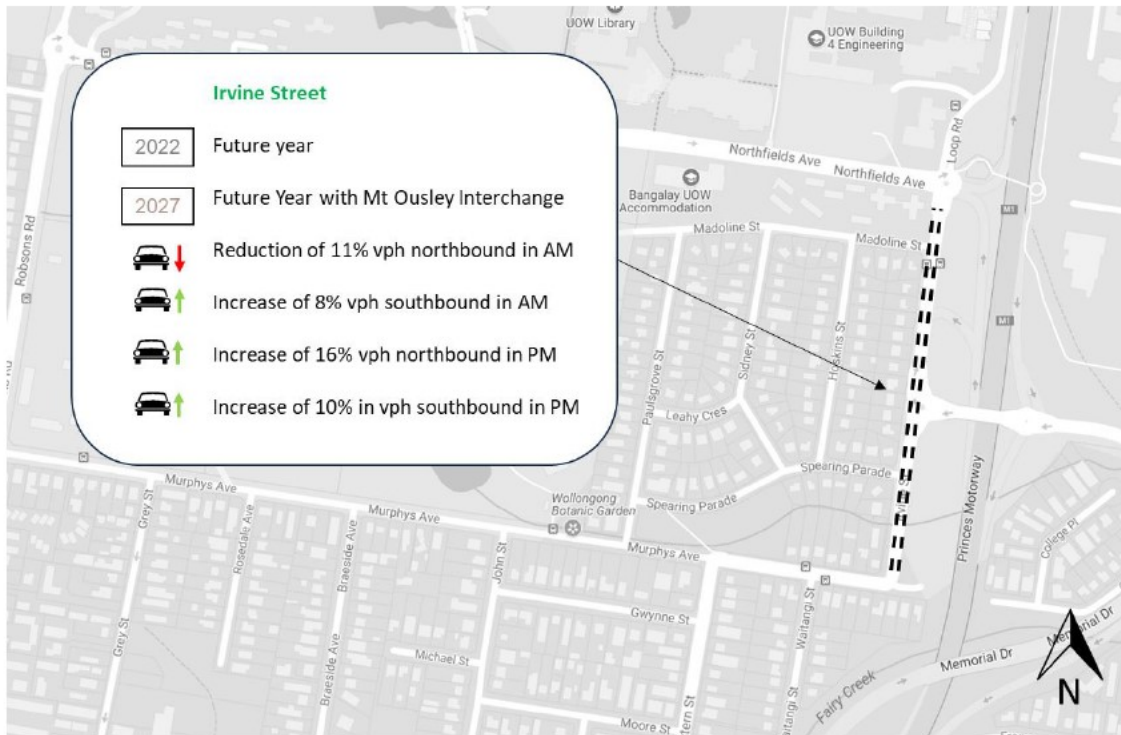 UOW Library
UOW Building
4 Engineering
Irvine Street
2022
Future year
2027
Future Year with Mt Ousley Interchange
Reduction of 11% vph northbound in AM
Increase of 8% vph southbound in AM
Increase of 16% vph northbound in PM
Increase of 10% in vph southbound in PM
Robsons Rd
Loop Rd
Northfields Ave
Northfields Ave
Bangalay UOW
Accommodation
M1
Madoline St
Madoline St
M1
Paulsgrove St
Sidney St
Hoskins St
Leahy Cres
Spearing Parade
Spearing Parade
Princes Motorway
College Pl
Murphys Ave
Murphys Ave
Murphys Ave
Wollongong
Botanic Garden
Grey St
Grey St
Rosedale Ave
Braeside Ave
Braeside Ave
John St
Gwynne St
Waitangi St
Michael St
Moore St
Fairy Creek
Memorial Dr
Memorial Dr
N